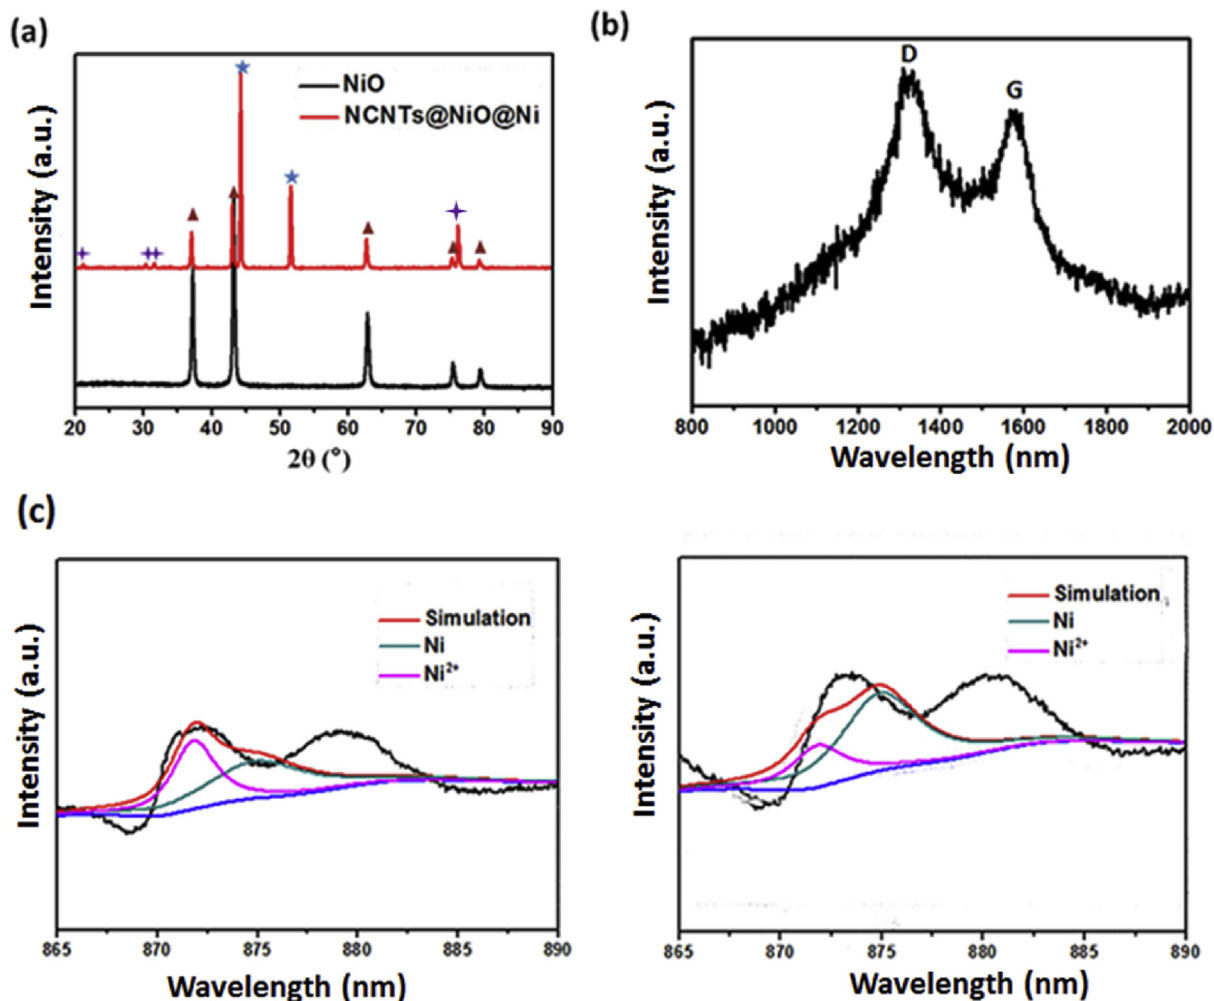 (a)
Intensity (a.u.)
NiO
NCNTs@NiO@Ni
20 30 40 50 60 70 80 90
2θ (°)
(b)
Intensity (a.u.)
D
G
800 1000 1200 1400 1600 1800 2000
Wavelength (nm)
(c)
Intensity (a.u.)
Simulation
Ni
Ni²⁺
865 870 875 880 885 890
Wavelength (nm)
Intensity (a.u.)
Simulation
Ni
Ni²⁺
865 870 875 880 885 890
Wavelength (nm)